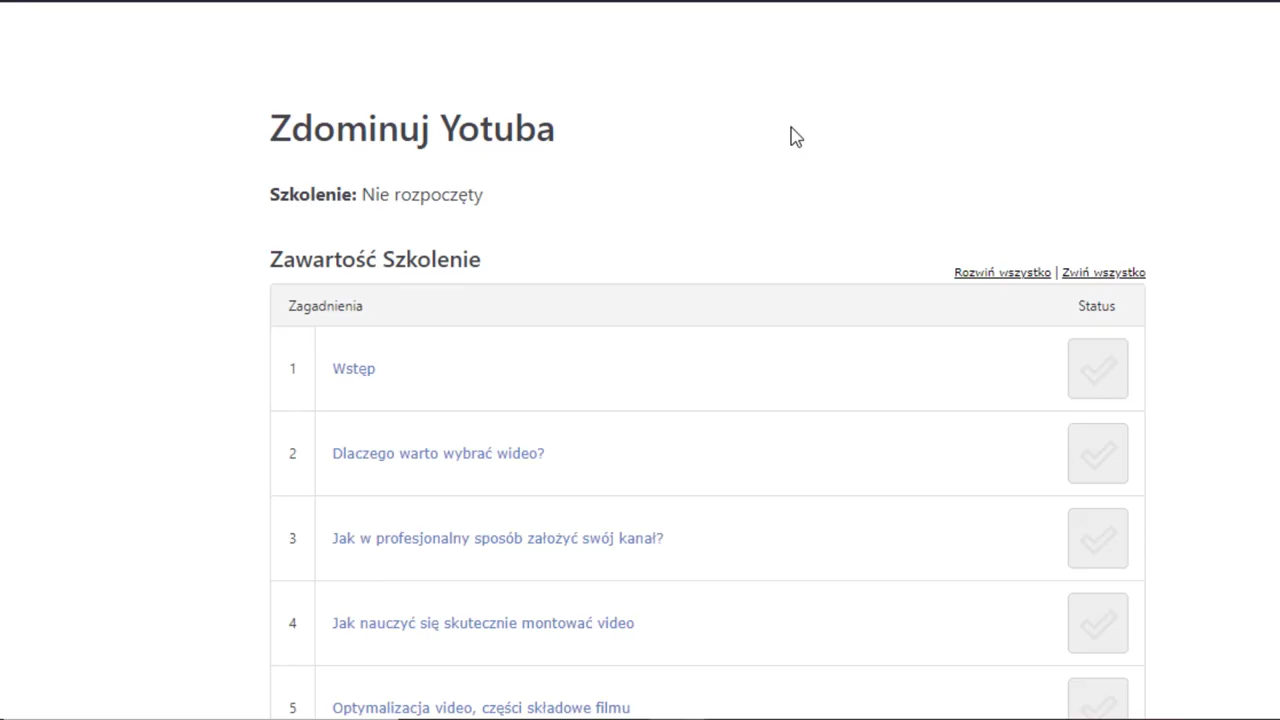 Zdominuj Yotuba
Szkolenie: Nie rozpoczęty
Zawartość Szkolenie
Rozwiń wszystko | Zwiń wszystko
Zagadnienia Status
1 Wstęp
2 Dlaczego warto wybrać wideo?
3 Jak w profesjonalny sposób założyć swój kanał?
4 Jak nauczyć się skutecznie montować video
5 Optymalizacja video, części składowe filmu